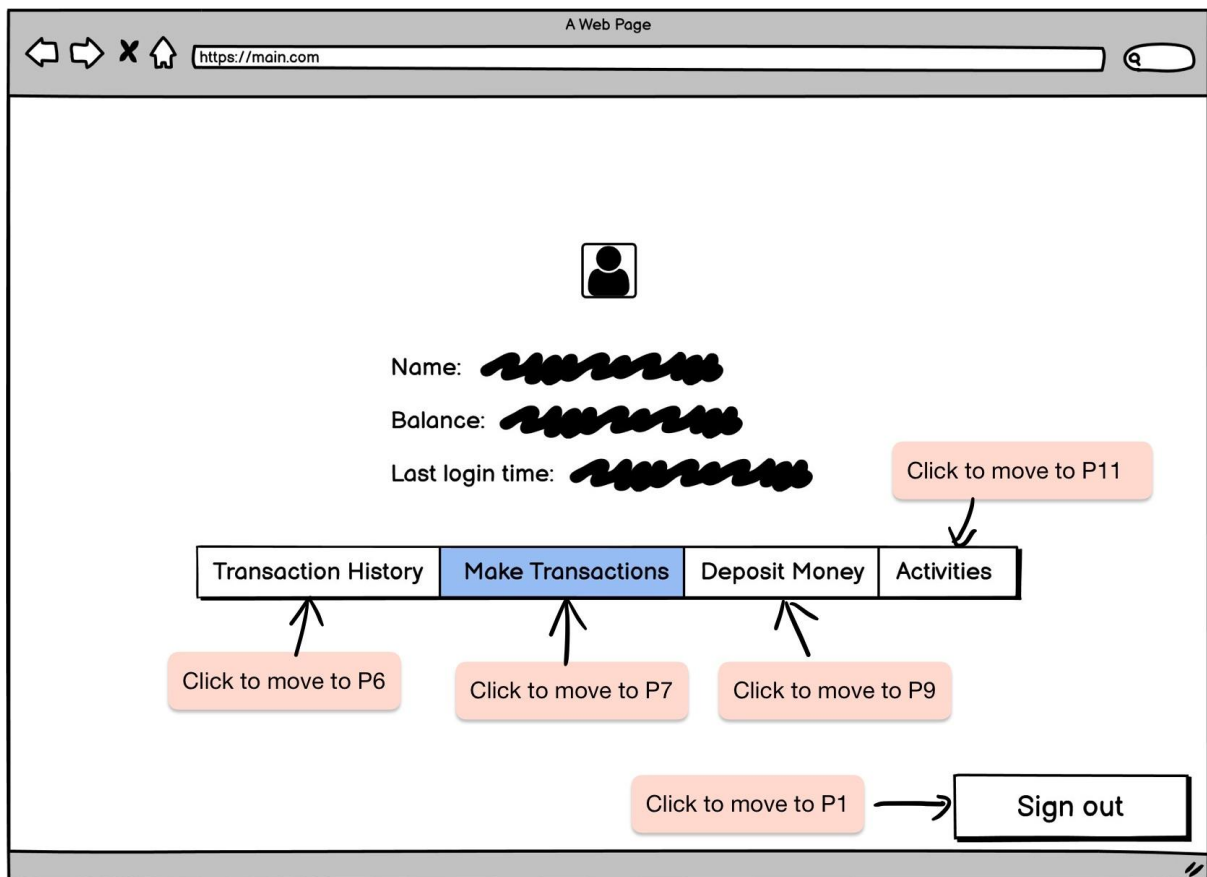 A Web Page
https://main.com
Name:
Balance:
Last login time:
Click to move to P11
Transaction History
Make Transactions
Deposit Money
Activities
Click to move to P6
Click to move to P7
Click to move to P9
Click to move to P1
Sign out